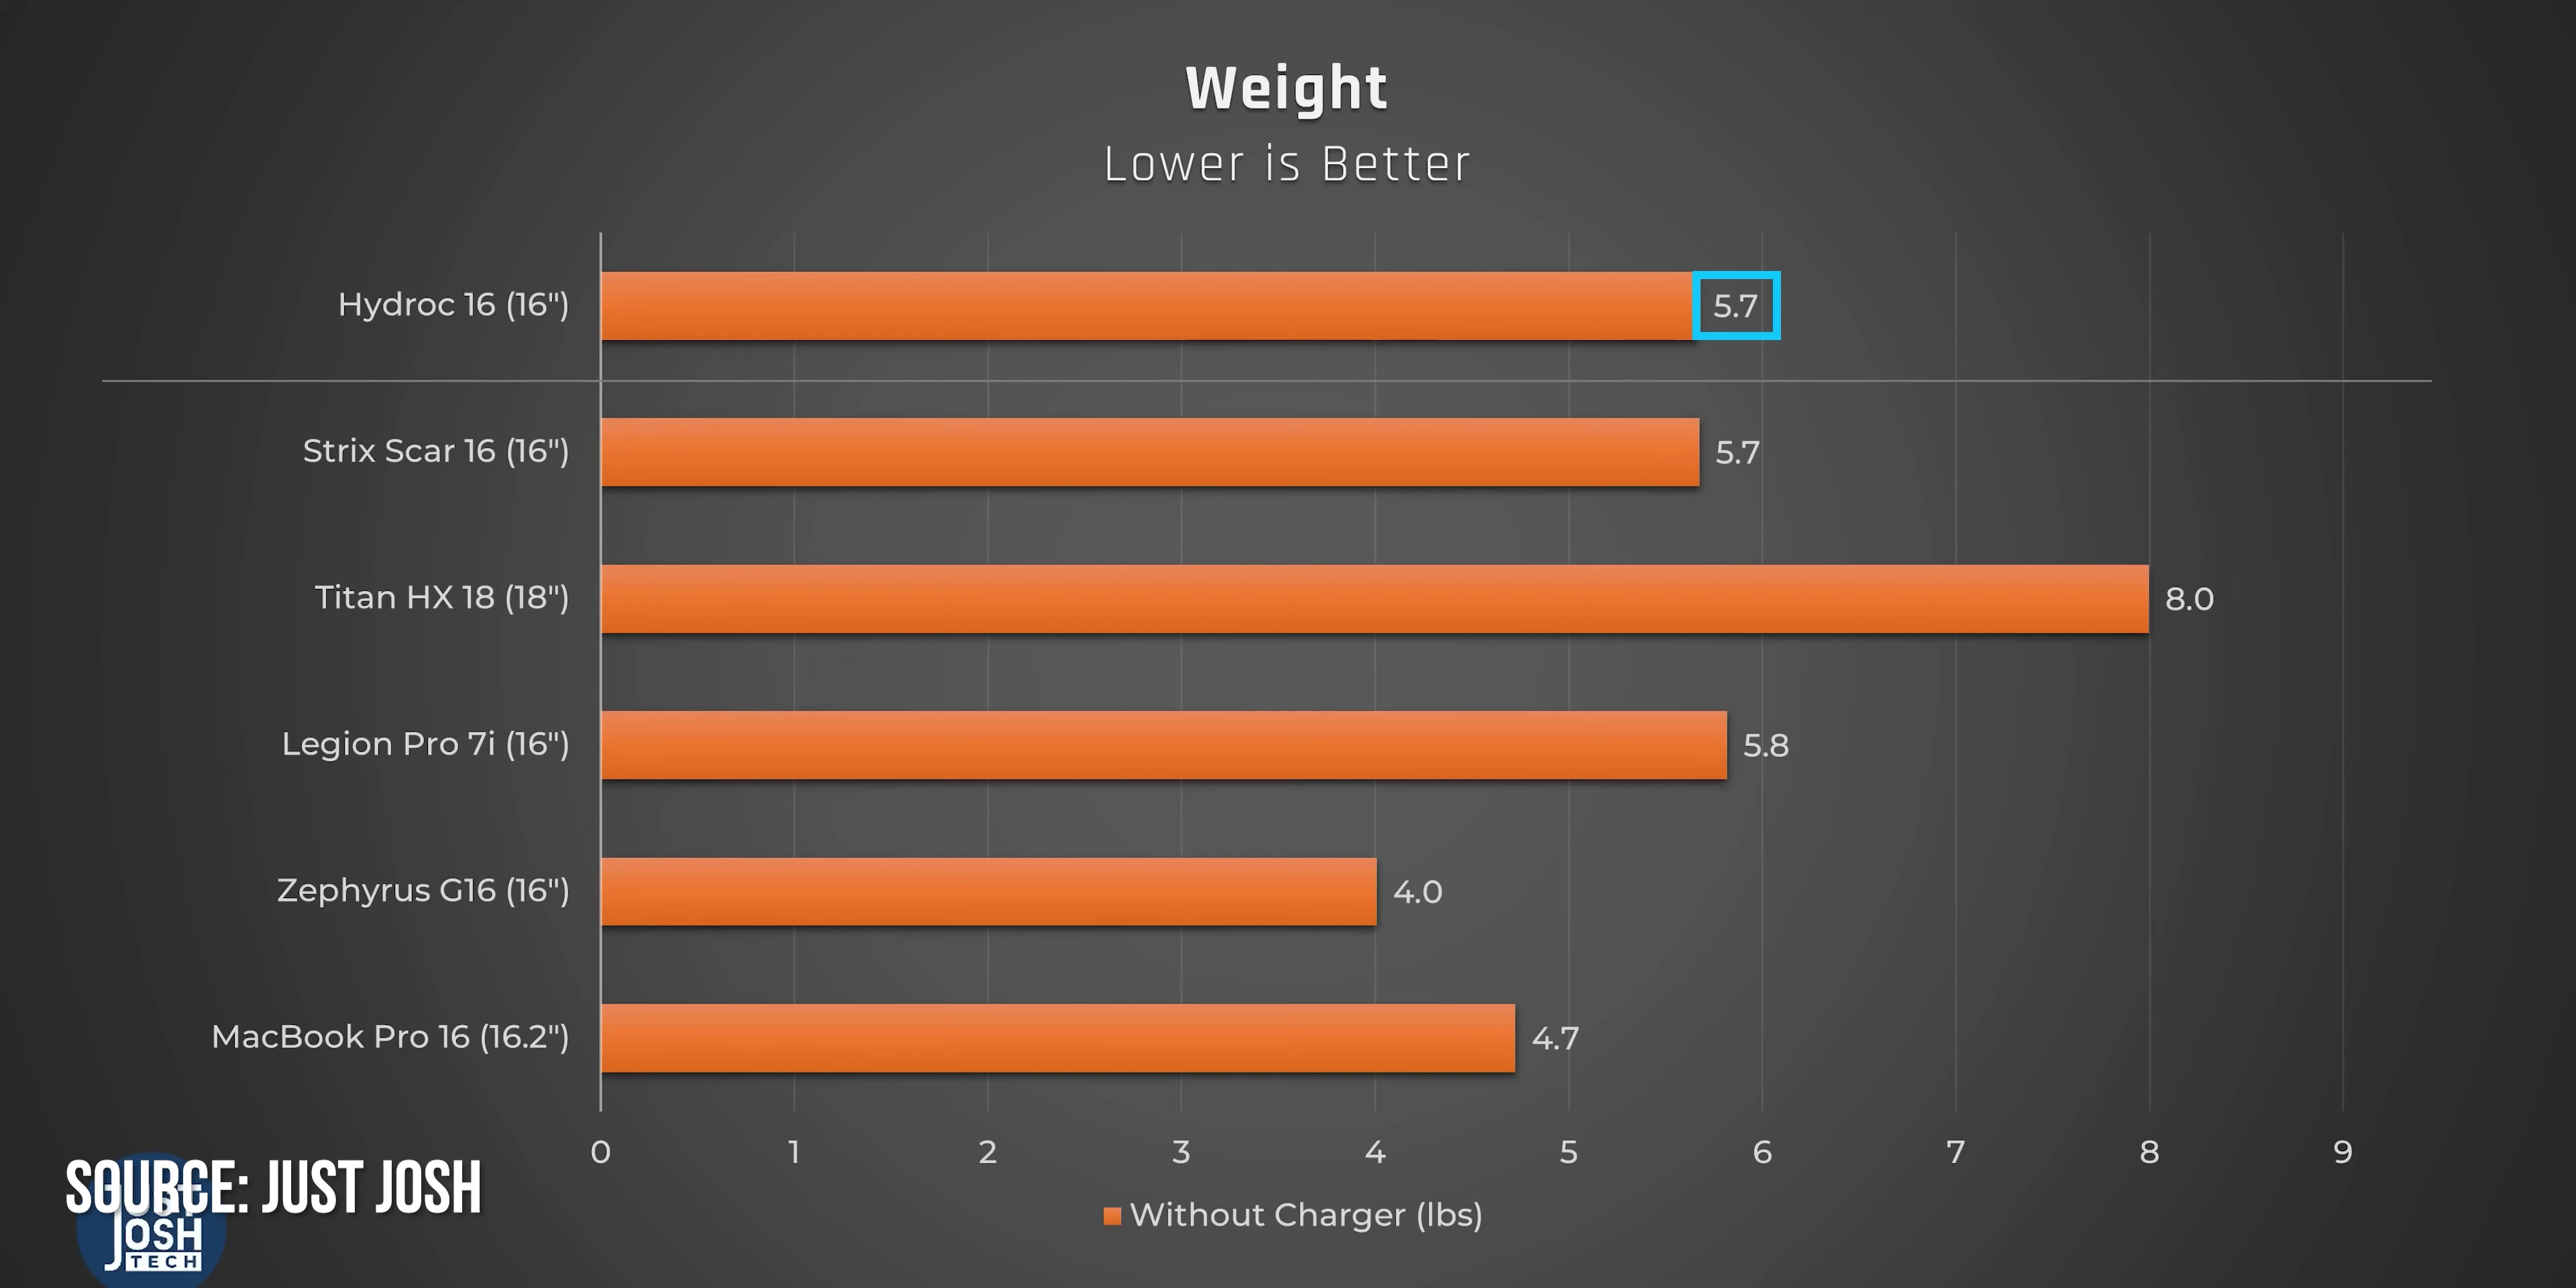 Weight
Lower is Better
Hydroc 16 (16") 5.7
Strix Scar 16 (16") 5.7
Titan HX 18 (18") 8.0
Legion Pro 7i (16") 5.8
Zephyrus G16 (16") 4.0
MacBook Pro 16 (16.2") 4.7
0 1 2 3 4 5 6 7 8 9
Without Charger (lbs)
SOURCE: JUST JOSH
JUST
JOSH
TECH